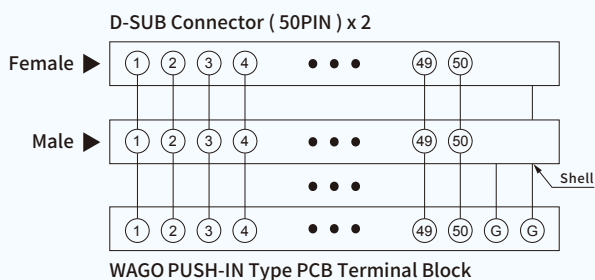 D-SUB Connector ( 50PIN ) x 2
Female ▶ 1 2 3 4 ••• 49 50
Male ▶ 1 2 3 4 ••• 49 50
•••
Shell
1 2 3 4 ••• 49 50 G G
WAGO PUSH-IN Type PCB Terminal Block